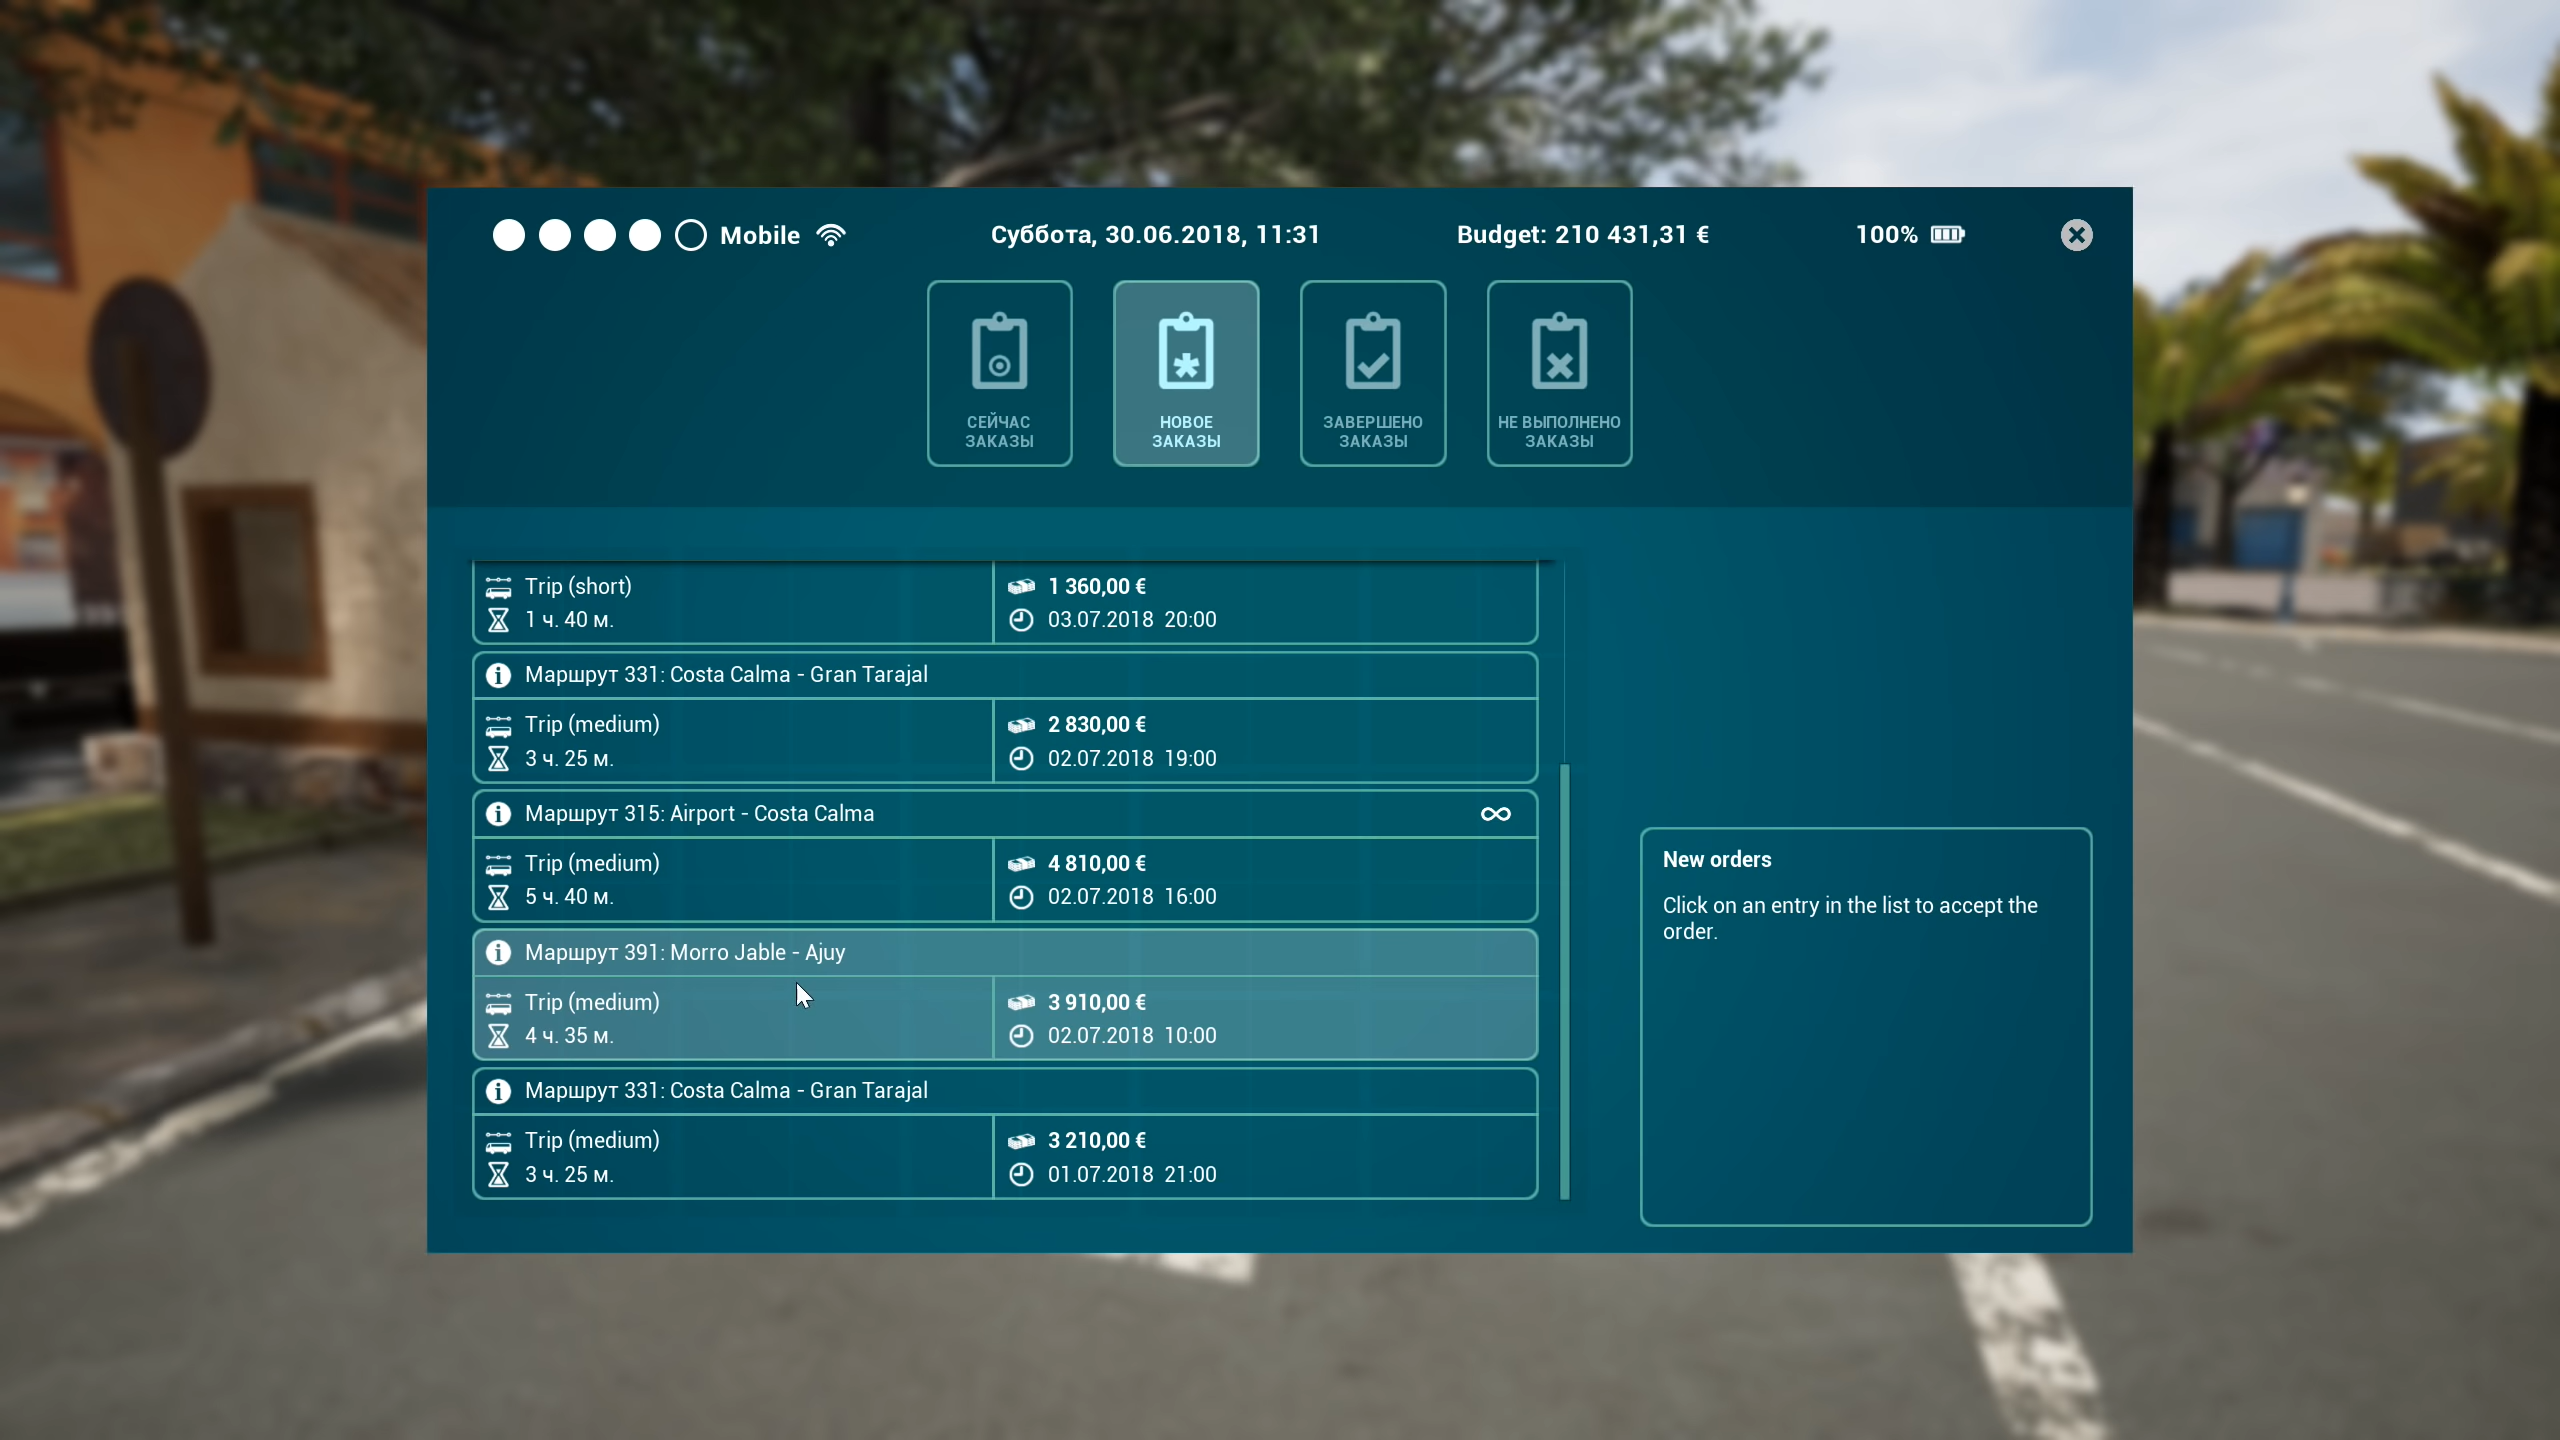 Mobile Суббота, 30.06.2018, 11:31 Budget: 210 431,31 € 100%
СЕЙЧАС ЗАКАЗЫ
НОВОЕ ЗАКАЗЫ
ЗАВЕРШЕНО ЗАКАЗЫ
НЕ ВЫПОЛНЕНО ЗАКАЗЫ
Trip (short) 1 360,00 €
1 ч. 40 м. 03.07.2018 20:00
Маршрут 331: Costa Calma - Gran Tarajal
Trip (medium) 2 830,00 €
3 ч. 25 м. 02.07.2018 19:00
Маршрут 315: Airport - Costa Calma
Trip (medium) 4 810,00 €
5 ч. 40 м. 02.07.2018 16:00
Маршрут 391: Morro Jable - Ajuy
Trip (medium) 3 910,00 €
4 ч. 35 м. 02.07.2018 10:00
Маршрут 331: Costa Calma - Gran Tarajal
Trip (medium) 3 210,00 €
3 ч. 25 м. 01.07.2018 21:00
New orders
Click on an entry in the list to accept the
order.